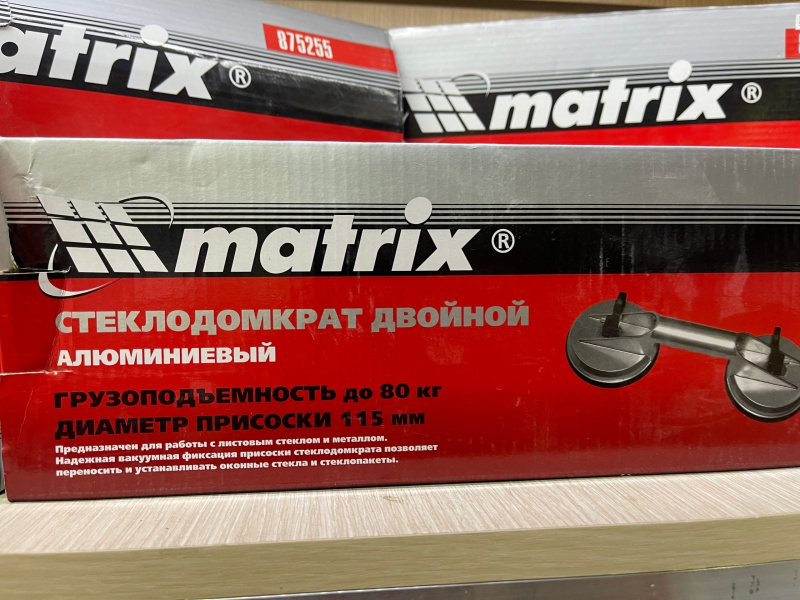 matrix®
875255
matrix®
matrix®
СТЕКЛОДОМКРАТ ДВОЙНОЙ
АЛЮМИНИЕВЫЙ
ГРУЗОПОДЪЕМНОСТЬ до 80 кг
ДИАМЕТР ПРИСОСКИ 115 мм
Предназначен для работы с листовым стеклом и металлом.
Надежная вакуумная фиксация присоски стеклодомкрата позволяет
переносить и устанавливать оконные стекла и стеклопакеты.